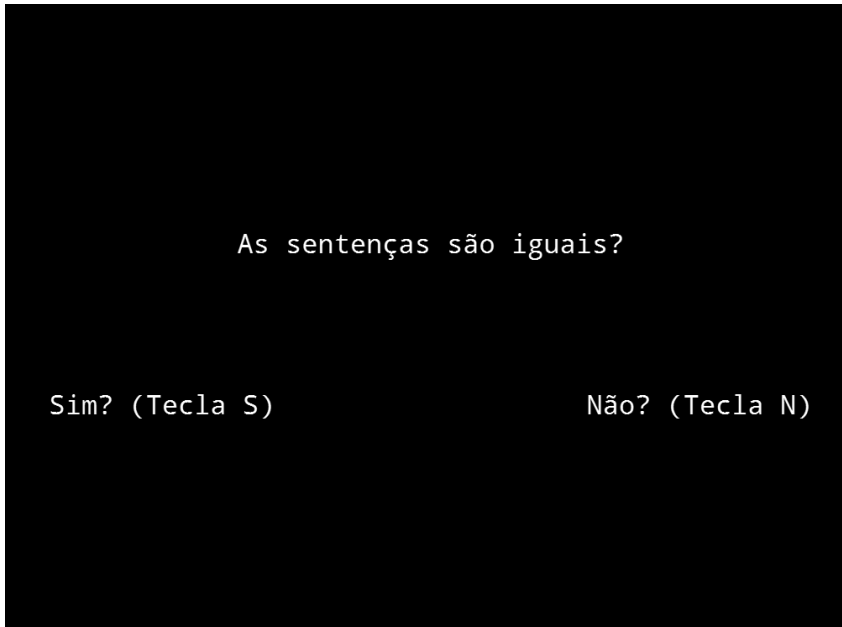 As sentenças são iguais?
Sim? (Tecla S) Não? (Tecla N)